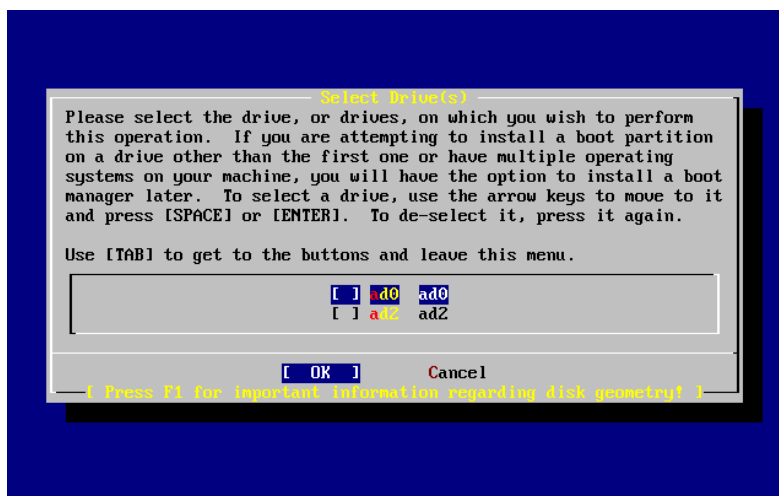 Select Drive(s)
Please select the drive, or drives, on which you wish to perform
this operation.  If you are attempting to install a boot partition
on a drive other than the first one or have multiple operating
systems on your machine, you will have the option to install a boot
manager later.  To select a drive, use the arrow keys to move to it
and press [SPACE] or [ENTER].  To de-select it, press it again.
Use [TAB] to get to the buttons and leave this menu.
[ ] ad0  ad0
[ ] ad2  ad2
[ OK ]  Cancel
[ Press F1 for important information regarding disk geometry! ]